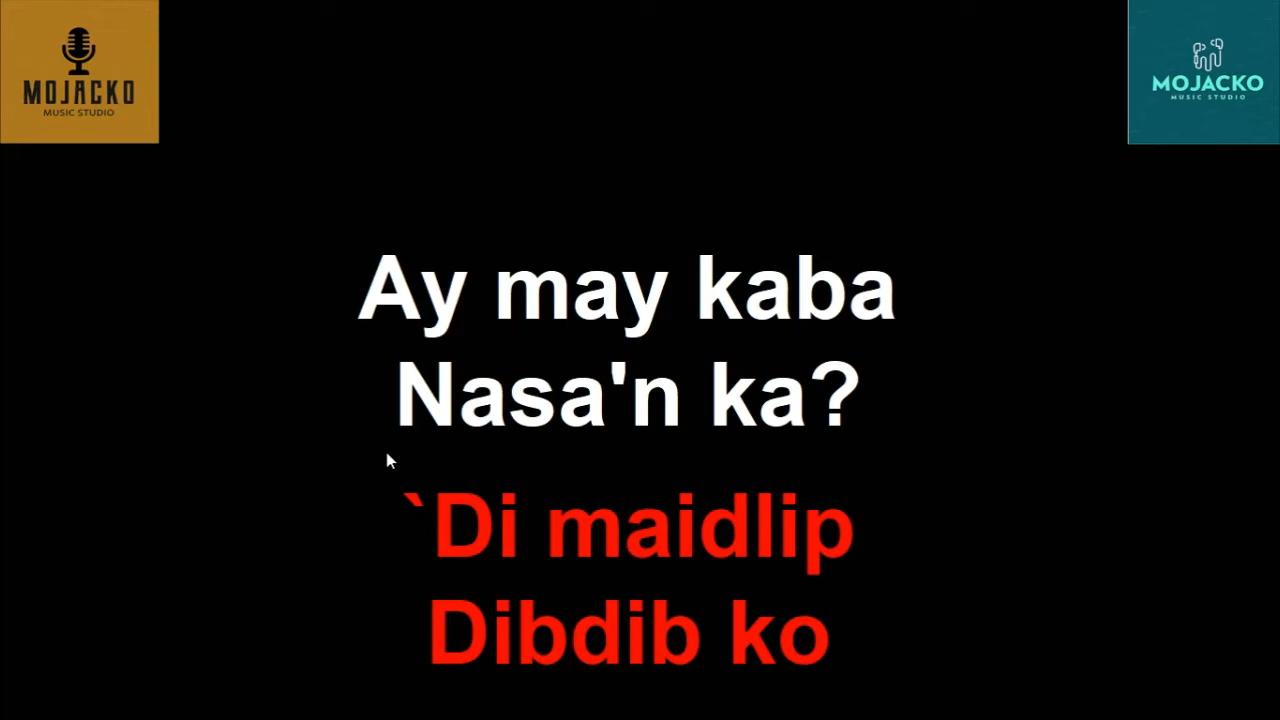 MOJACKO
MUSIC STUDIO
MOJACKO
MUSIC STUDIO
Ay may kaba
Nasa'n ka?
`Di maidlip
Dibdib ko